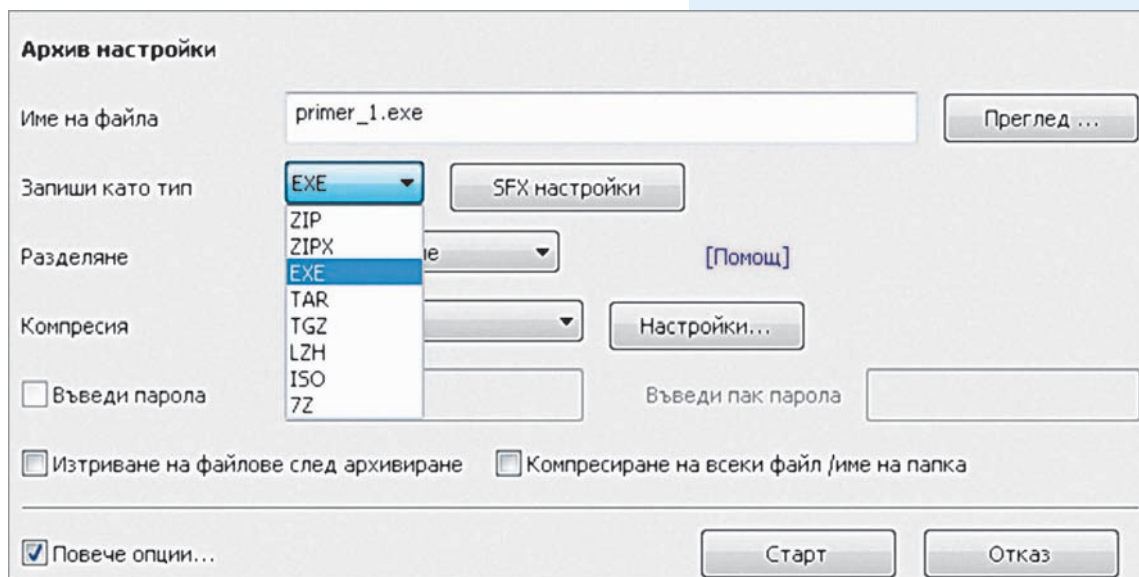 Архив настройки
Име на файла primer_1.exe Преглед ...
Запиши като тип EXE SFX настройки
ZIP
ZIPX
Разделяне [Помощ]
EXE
TAR
Компресия Настройки...
TGZ
LZH
ISO
Въведи парола Въведи пак парола
7Z
Изтриване на файлове след архивиране Компресиране на всеки файл /име на папка
Повече опции... Старт Отказ